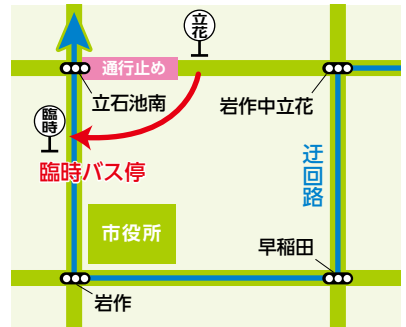 立花
通行止め
立石池南
岩作中立花
臨時
臨時バス停
迂回路
市役所
早稲田
岩作